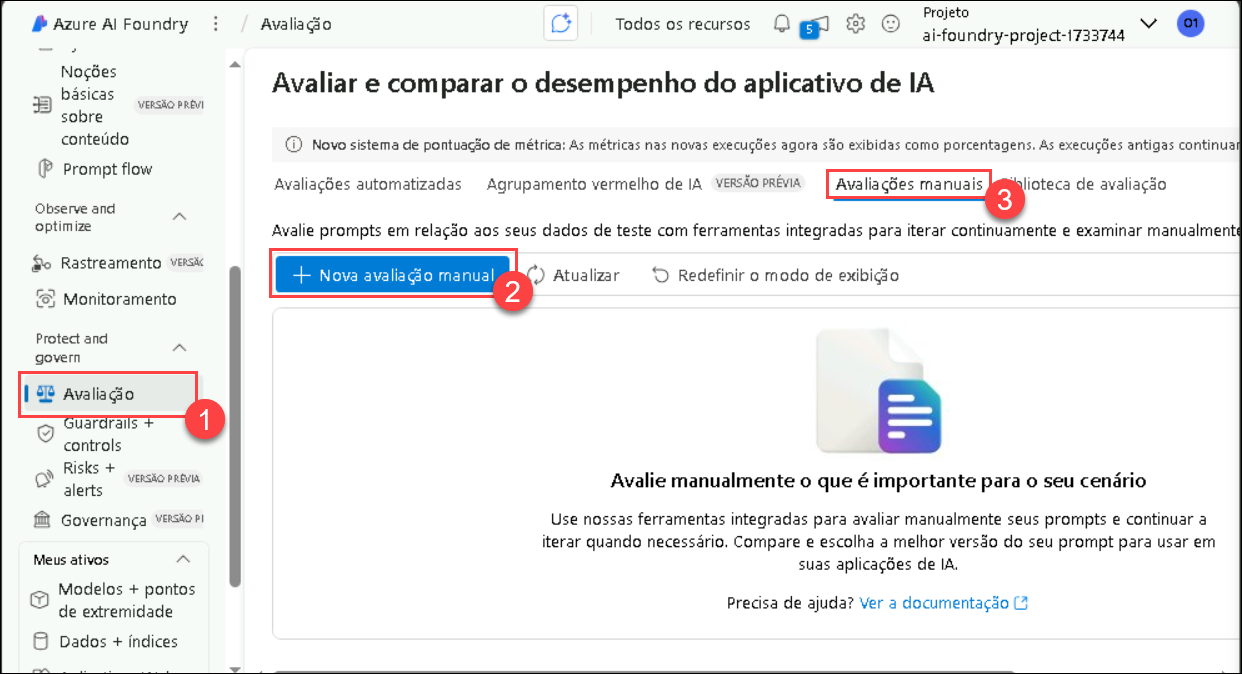 Azure AI Foundry
/ Avaliação
Todos os recursos
5
Projeto
ai-foundry-project-1733744
01
Noções
básicas
sobre
conteúdo
VERSÃO PRÉVI
Prompt flow
Observe and
optimize
Rastreamento VERSÃC
Monitoramento
Protect and
govern
Avaliação
1
Guardrails +
controls
Risks +
alerts
VERSÃO PRÉVIA
Governança VERSÃO PI
Meus ativos
Modelos + pontos
de extremidade
Dados + índices
Avaliar e comparar o desempenho do aplicativo de IA
Novo sistema de pontuação de métrica: As métricas nas novas execuções agora são exibidas como porcentagens. As execuções antigas continuar
Avaliações automatizadas Agrupamento vermelho de IA VERSÃO PRÉVIA Avaliações manuais 3 blioteca de avaliação
Avalie prompts em relação aos seus dados de teste com ferramentas integradas para iterar continuamente e examinar manualmente
+ Nova avaliação manual 2 Atualizar Redefinir o modo de exibição
Avalie manualmente o que é importante para o seu cenário
Use nossas ferramentas integradas para avaliar manualmente seus prompts e continuar a
iterar quando necessário. Compare e escolha a melhor versão do seu prompt para usar em
suas aplicações de IA.
Precisa de ajuda? Ver a documentação